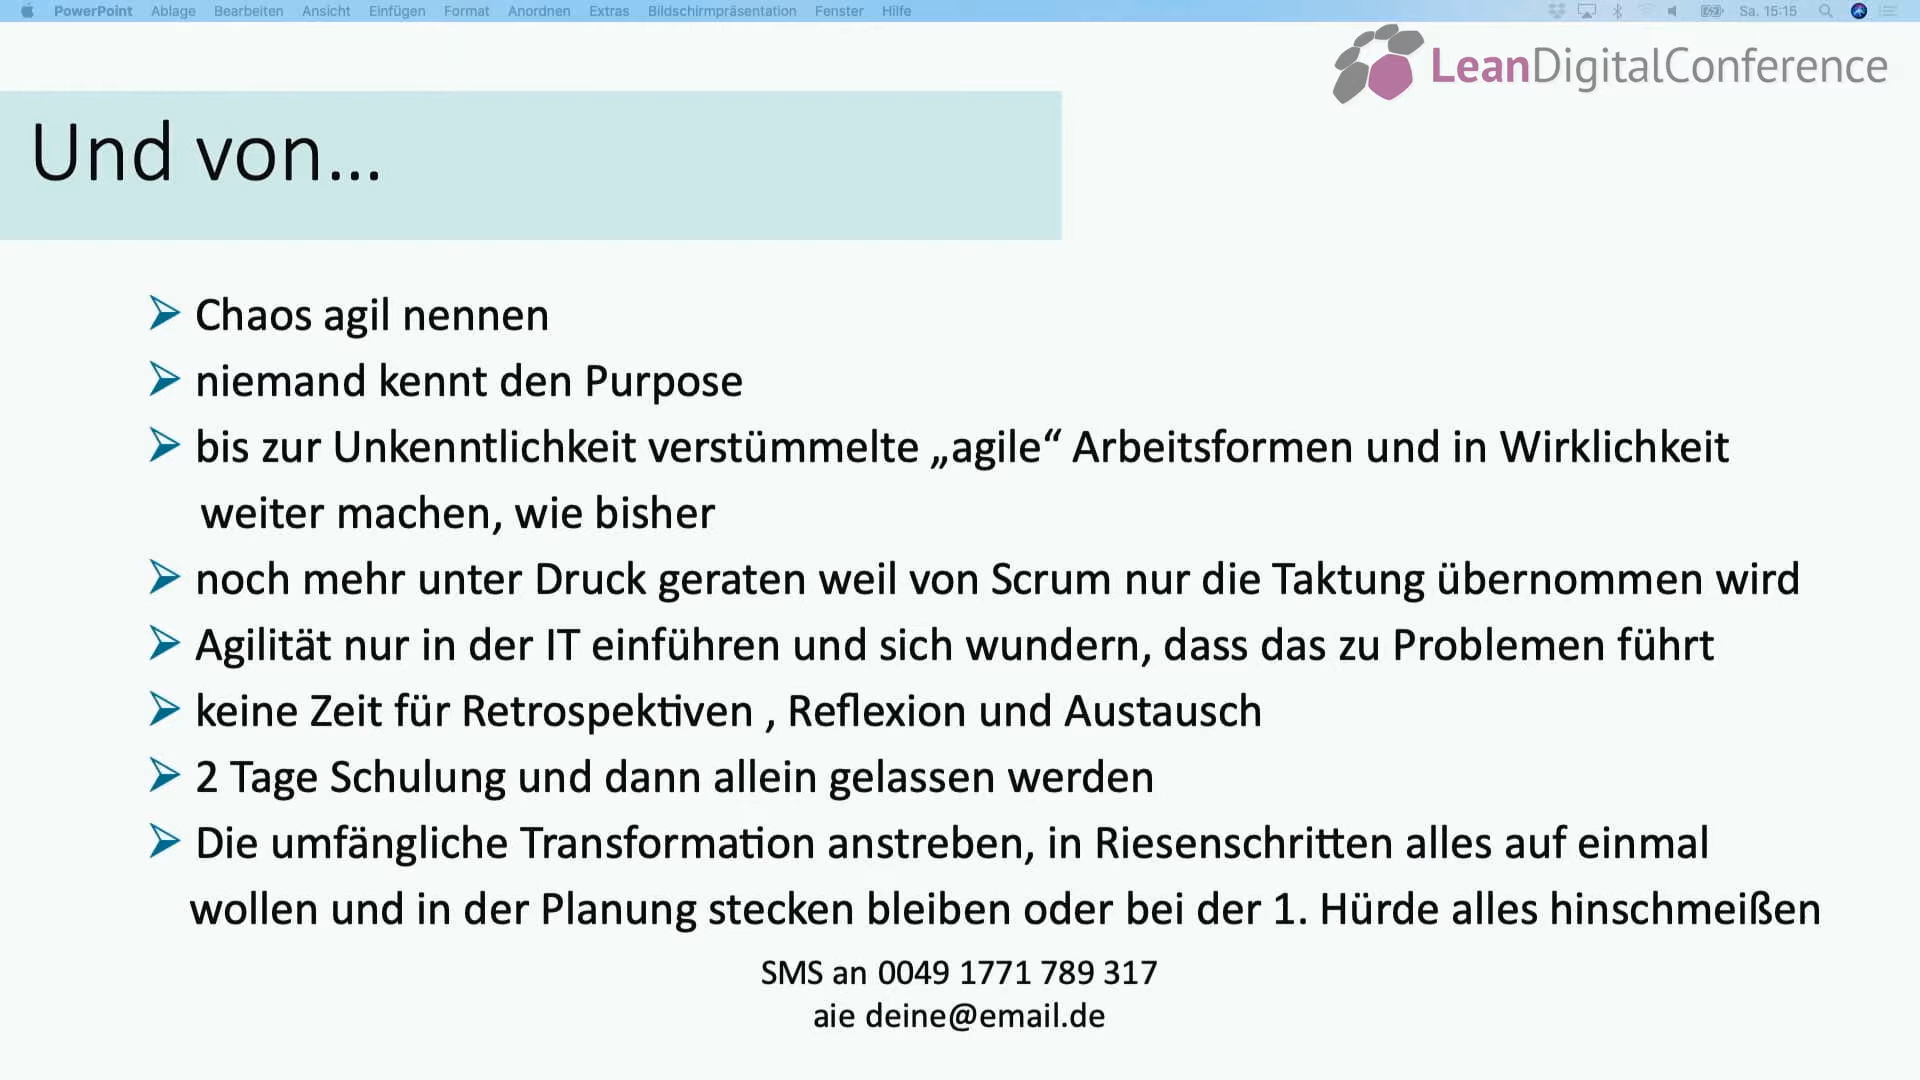 PowerPoint Ablage Bearbeiten Ansicht Einfügen Format Anordnen Extras Bildschirmpräsentation Fenster Hilfe Sa. 15:15
LeanDigitalConference
Und von...
Chaos agil nennen
niemand kennt den Purpose
bis zur Unkenntlichkeit verstümmelte „agile“ Arbeitsformen und in Wirklichkeit
weiter machen, wie bisher
noch mehr unter Druck geraten weil von Scrum nur die Taktung übernommen wird
Agilität nur in der IT einführen und sich wundern, dass das zu Problemen führt
keine Zeit für Retrospektiven , Reflexion und Austausch
2 Tage Schulung und dann allein gelassen werden
Die umfängliche Transformation anstreben, in Riesenschritten alles auf einmal
wollen und in der Planung stecken bleiben oder bei der 1. Hürde alles hinschmeißen
SMS an 0049 1771 789 317
aie deine@email.de